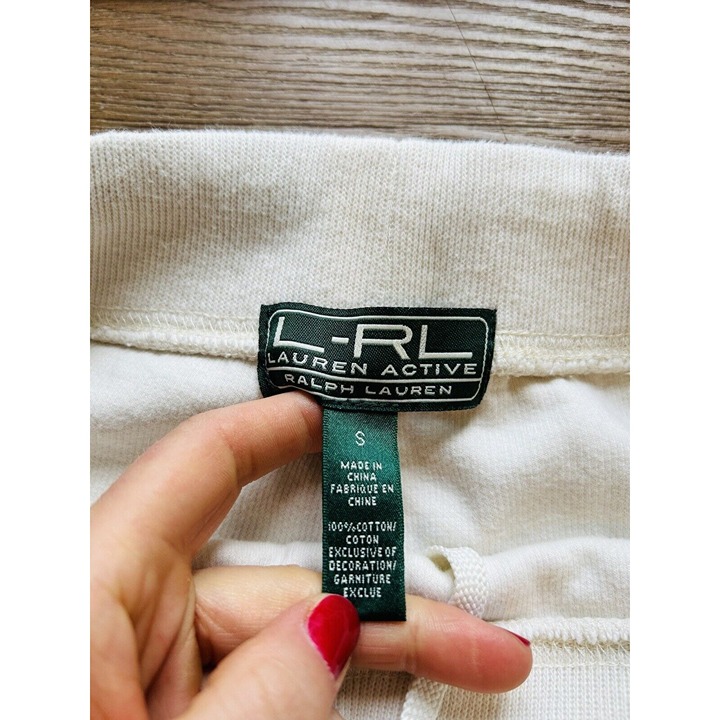 L-RL
LAUREN ACTIVE
RALPH LAUREN
S
MADE IN
CHINA
FABRIQUE EN
CHINE
100%COTTON/
COTON
EXCLUSIVE OF
DECORATION/
GARNITURE
EXCLUE